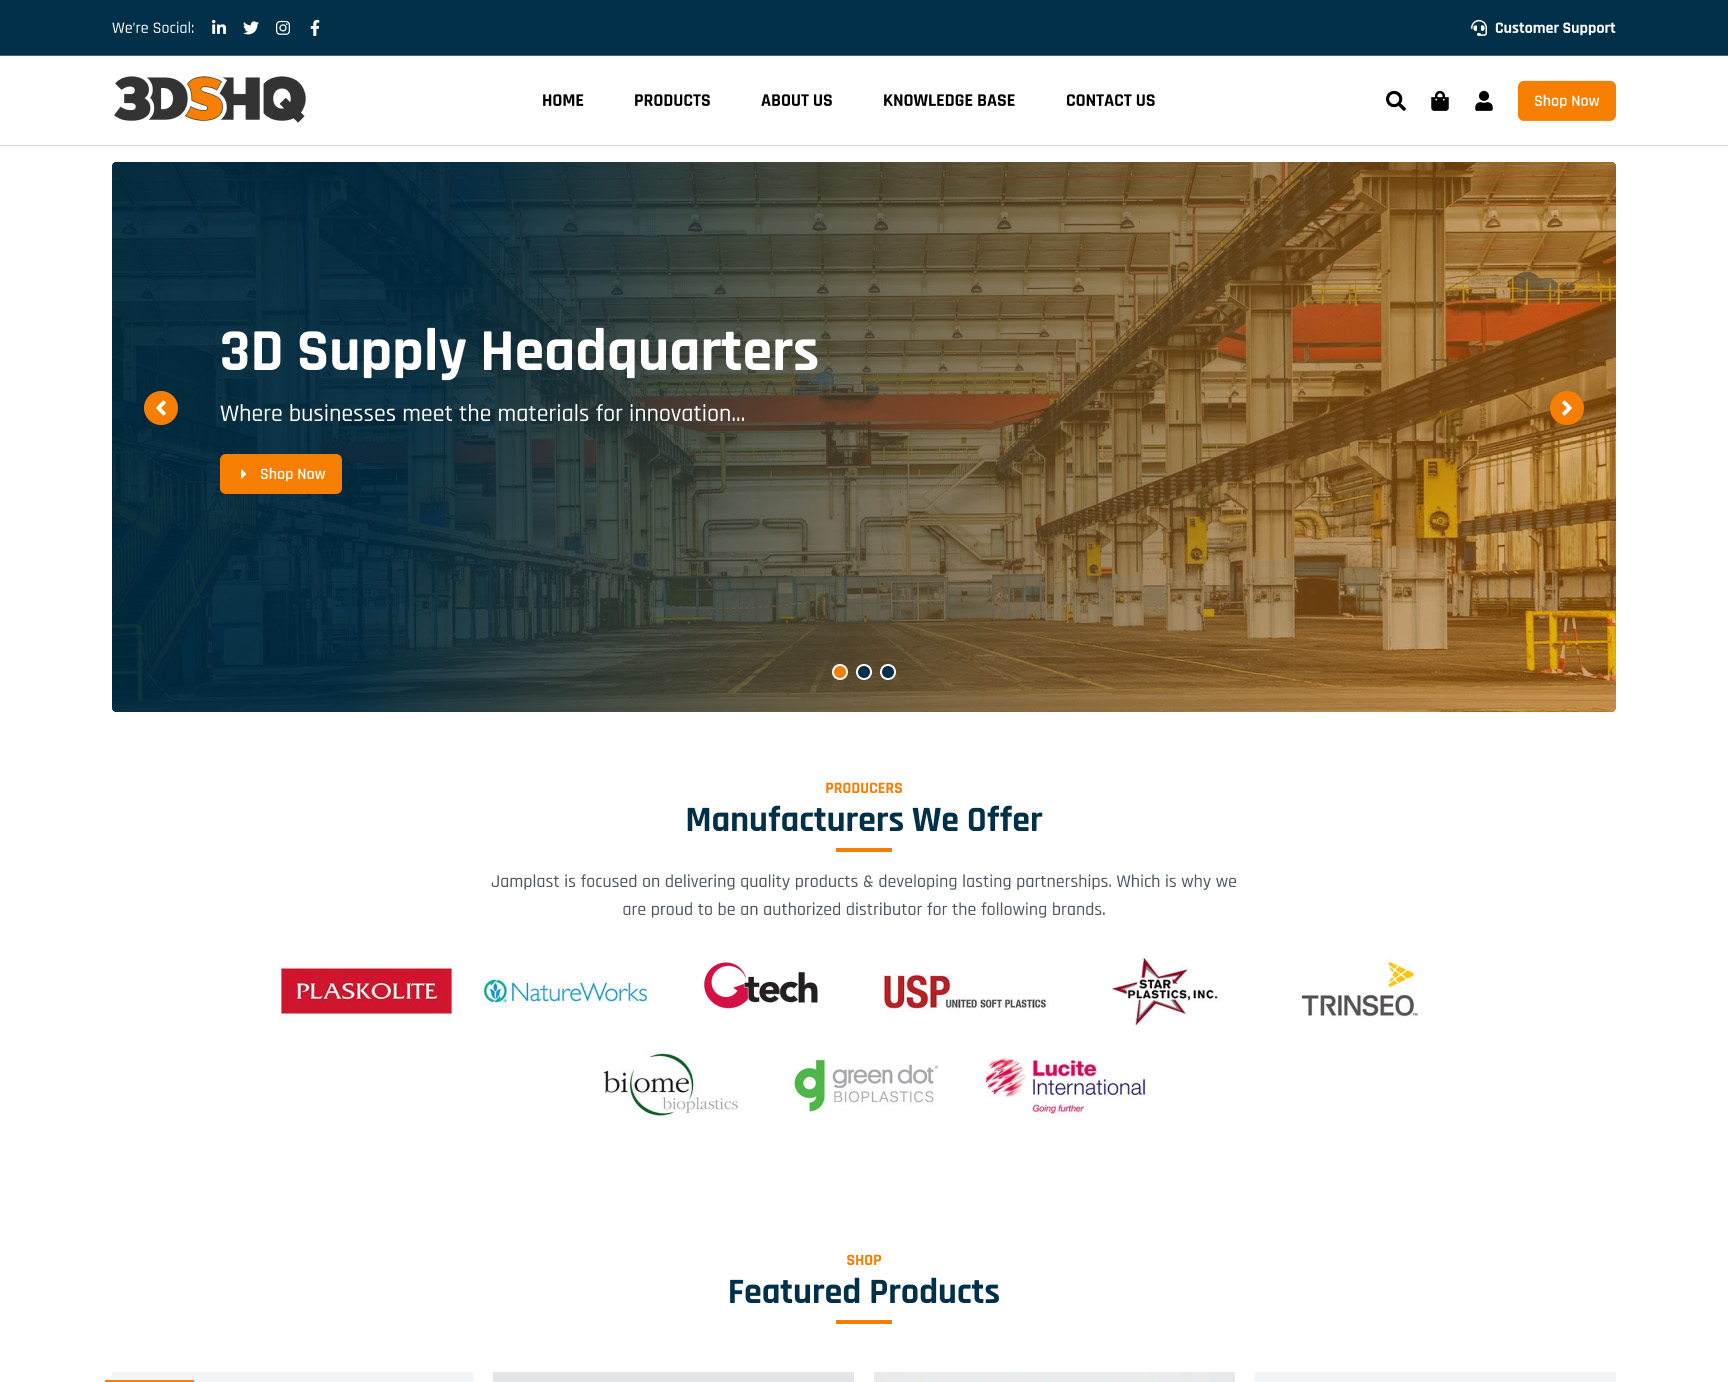 We're Social:
Customer Support
3DSHQ
HOME
PRODUCTS
ABOUT US
KNOWLEDGE BASE
CONTACT US
Shop Now
3D Supply Headquarters
Where businesses meet the materials for innovation...
Shop Now
PRODUCERS
Manufacturers We Offer
Jamplast is focused on delivering quality products & developing lasting partnerships. Which is why we
are proud to be an authorized distributor for the following brands.
PLASKOLITE
NatureWorks
Gtech
USP UNITED SOFT PLASTICS
STAR
PLASTICS, INC.
TRINSEO™
biome
bioplastics
green dot®
BIOPLASTICS
Lucite
International
Going further
SHOP
Featured Products